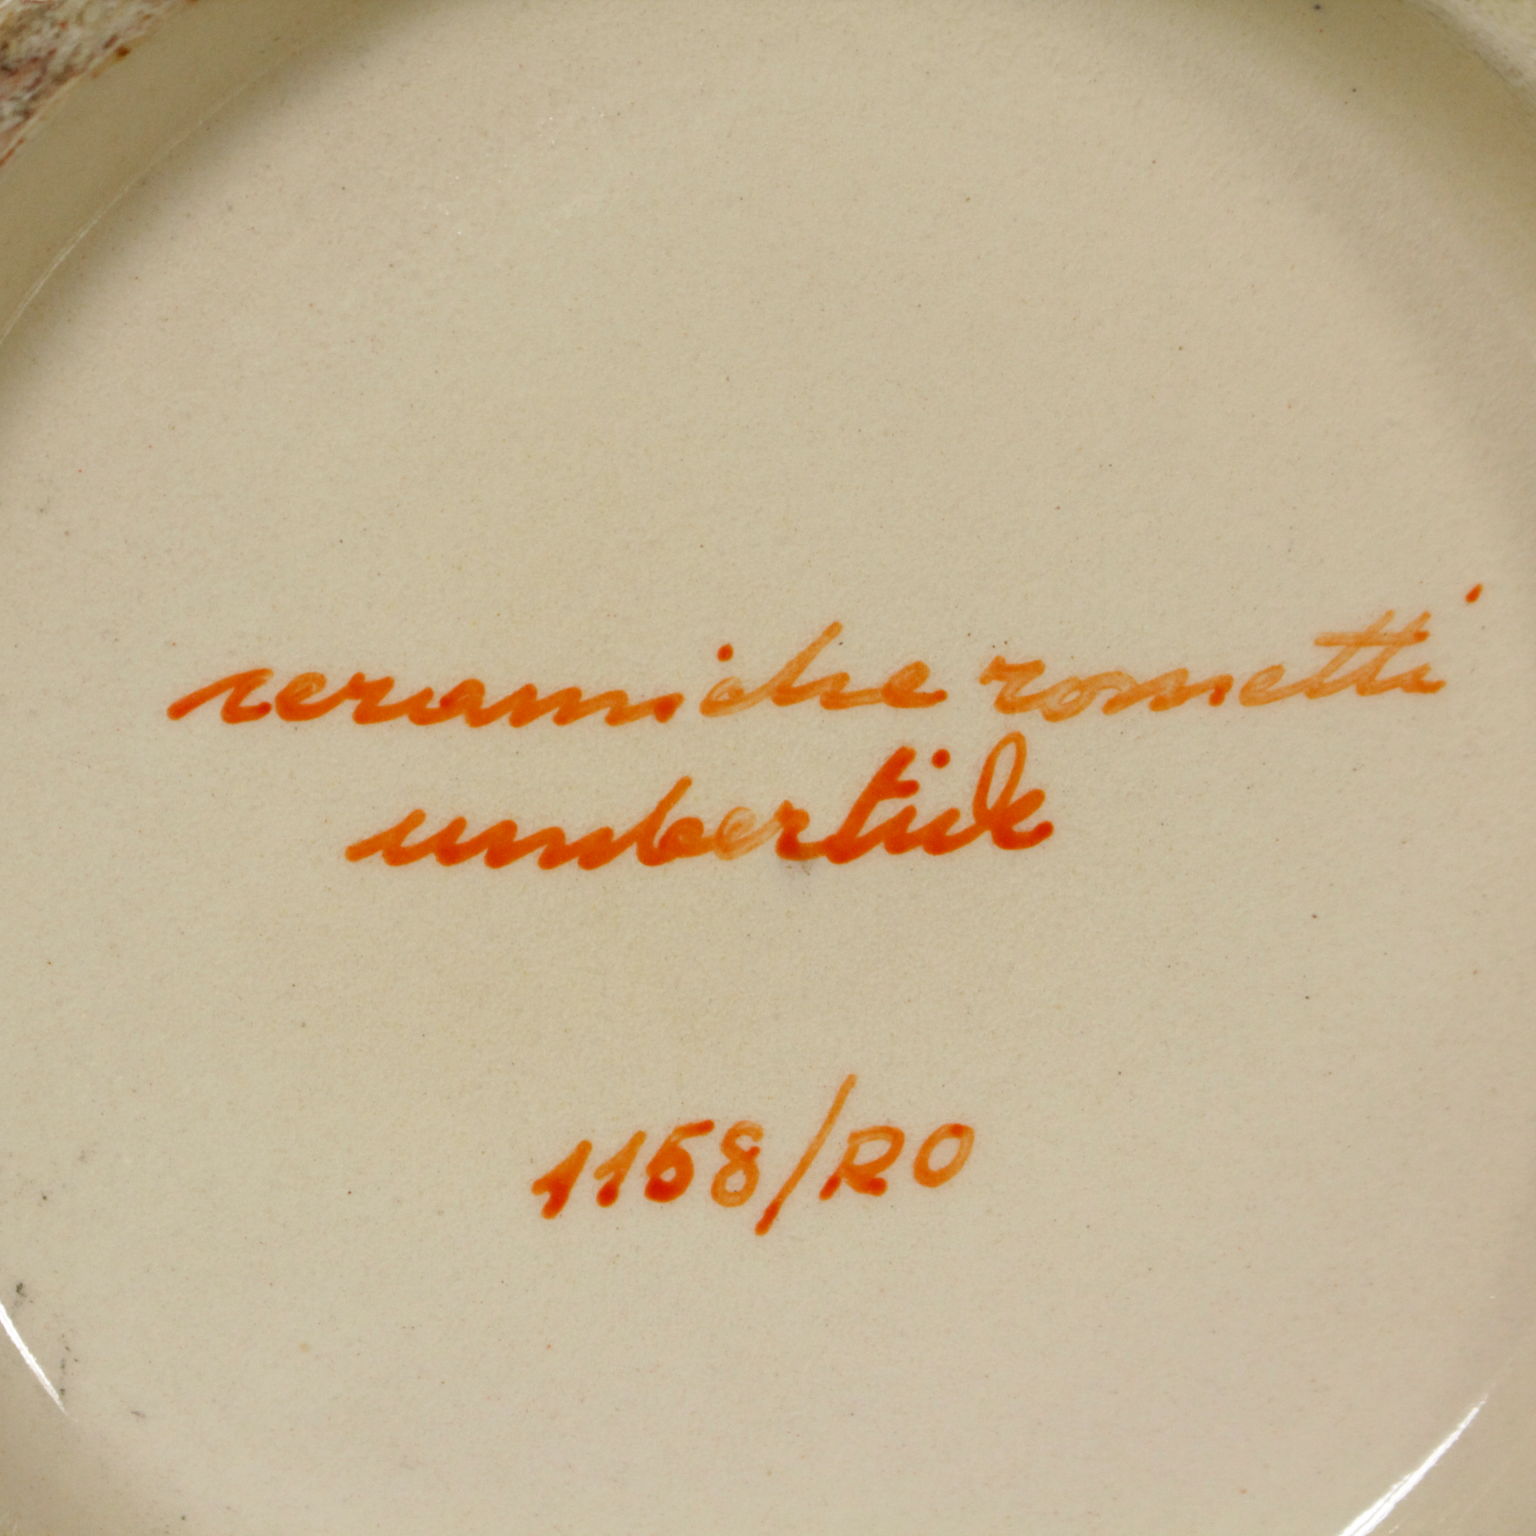 ceramiche rometti
umbertide
1158/RO